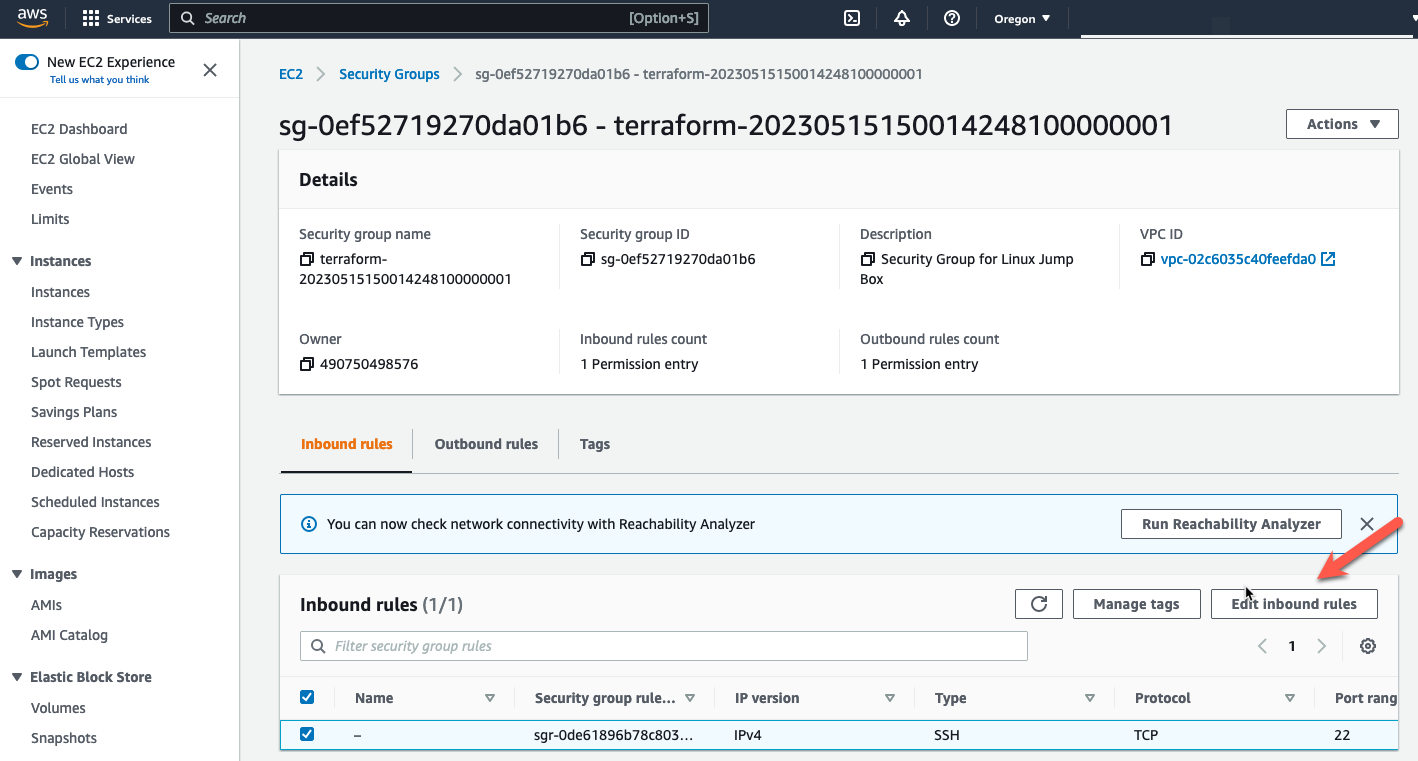 aws
Services
Search
[Option+S]
Oregon
New EC2 Experience
Tell us what you think
EC2 Dashboard
EC2 Global View
Events
Limits
Instances
Instances
Instance Types
Launch Templates
Spot Requests
Savings Plans
Reserved Instances
Dedicated Hosts
Scheduled Instances
Capacity Reservations
Images
AMIs
AMI Catalog
Elastic Block Store
Volumes
Snapshots
EC2
Security Groups
sg-0ef52719270da01b6 - terraform-20230515150014248100000001
sg-0ef52719270da01b6 - terraform-20230515150014248100000001
Actions
Details
Security group name
terraform-
20230515150014248100000001
Security group ID
sg-0ef52719270da01b6
Description
Security Group for Linux Jump
Box
VPC ID
vpc-02c6035c40feefda0
Owner
490750498576
Inbound rules count
1 Permission entry
Outbound rules count
1 Permission entry
Inbound rules
Outbound rules
Tags
You can now check network connectivity with Reachability Analyzer
Run Reachability Analyzer
Inbound rules (1/1)
Manage tags
Edit inbound rules
Filter security group rules
1
Name
Security group rule...
IP version
Type
Protocol
Port rang
–
sgr-0de61896b78c803...
IPv4
SSH
TCP
22